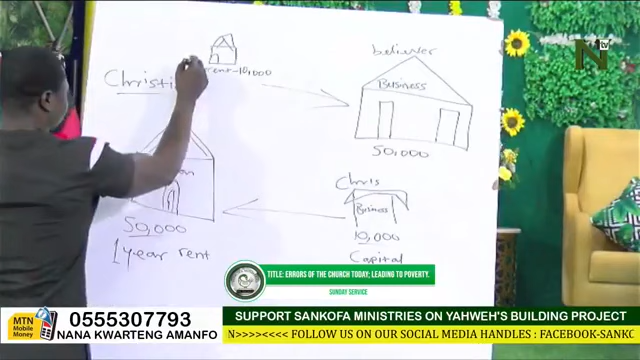 believer
Christi
rent-10,000
Business
50,000
Chris
Business
50,000
10,000
1 year rent
Capital
N tv
TITLE: ERRORS OF THE CHURCH TODAY; LEADING TO POVERTY.
SUNDAY SERVICE
MTN
Mobile
Money
0555307793
NANA KWARTENG AMANFO
SUPPORT SANKOFA MINISTRIES ON YAHWEH'S BUILDING PROJECT
N>>>><<<< FOLLOW US ON OUR SOCIAL MEDIA HANDLES : FACEBOOK-SANKC